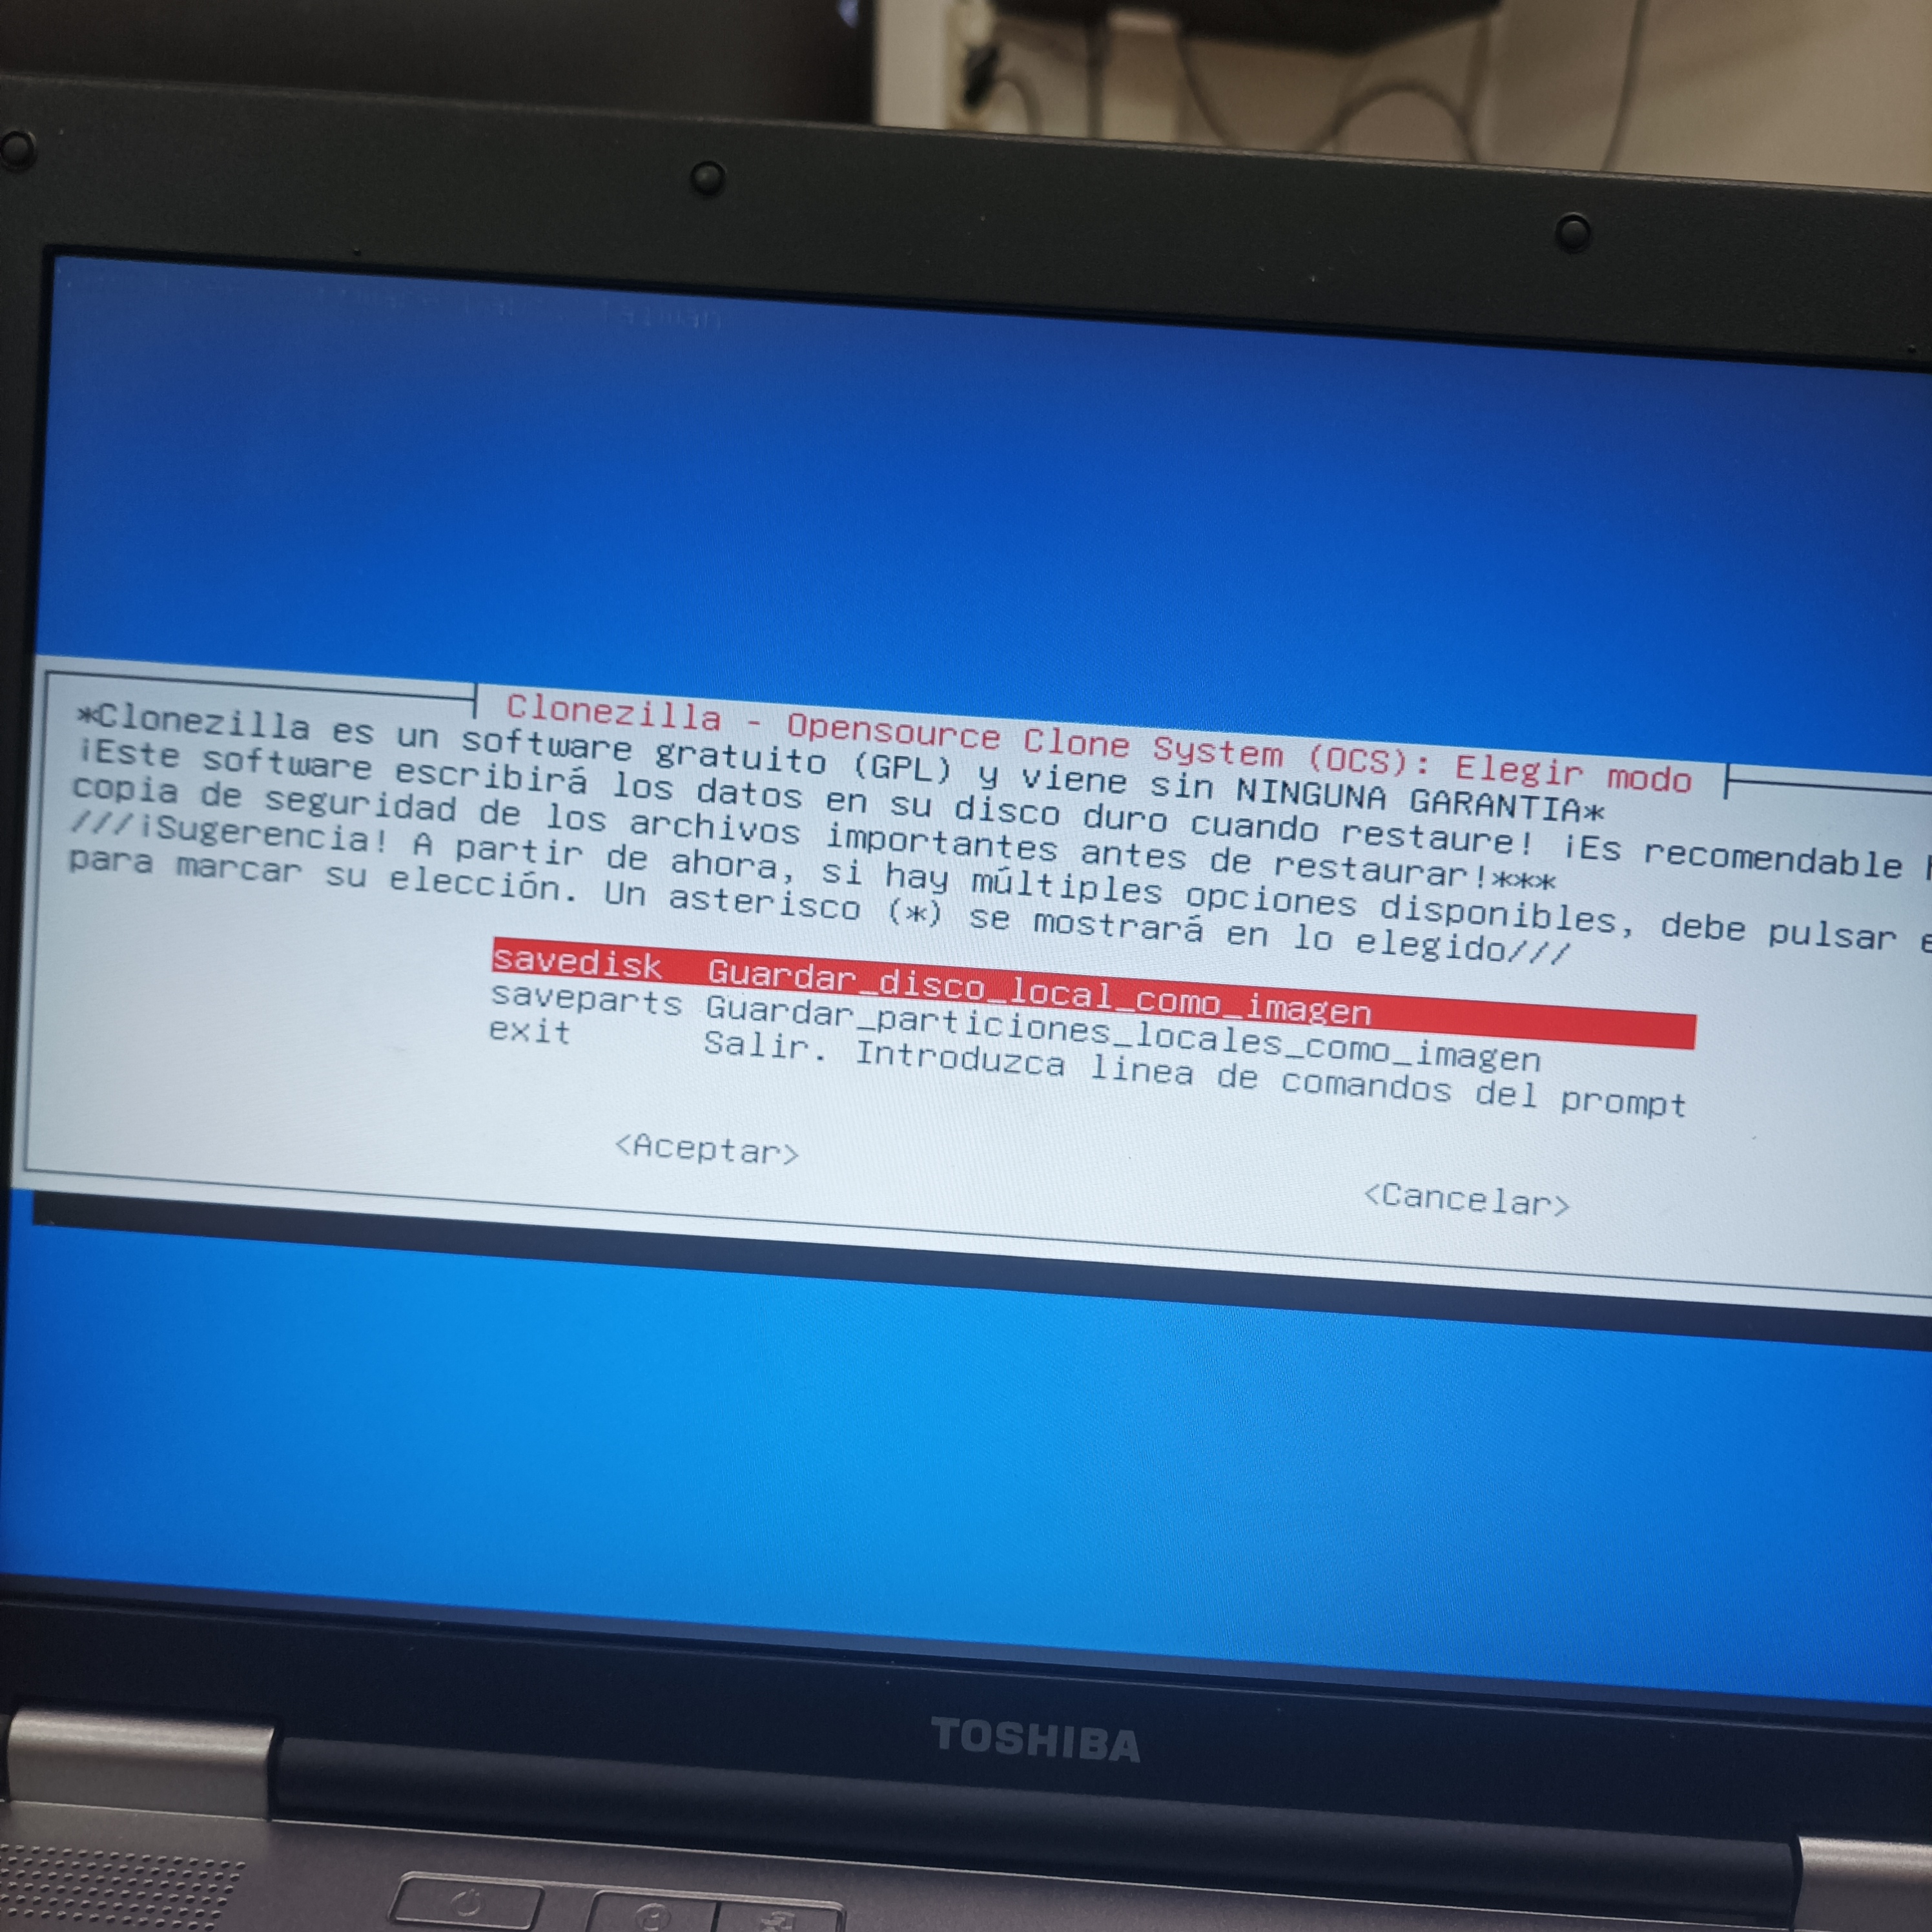 Clonezilla - Opensource Clone System (OCS): Elegir modo
*Clonezilla es un software gratuito (GPL) y viene sin NINGUNA GARANTIA*
¡Este software escribirá los datos en su disco duro cuando restaure! ¡Es recomendable
copia de seguridad de los archivos importantes antes de restaurar!***
///¡Sugerencia! A partir de ahora, si hay múltiples opciones disponibles, debe pulsar
para marcar su elección. Un asterisco (*) se mostrará en lo elegido///
savedisk Guardar_disco_local_como_imagen
saveparts Guardar_particiones_locales_como_imagen
exit Salir. Introduzca linea de comandos del prompt
<Aceptar> <Cancelar>
TOSHIBA